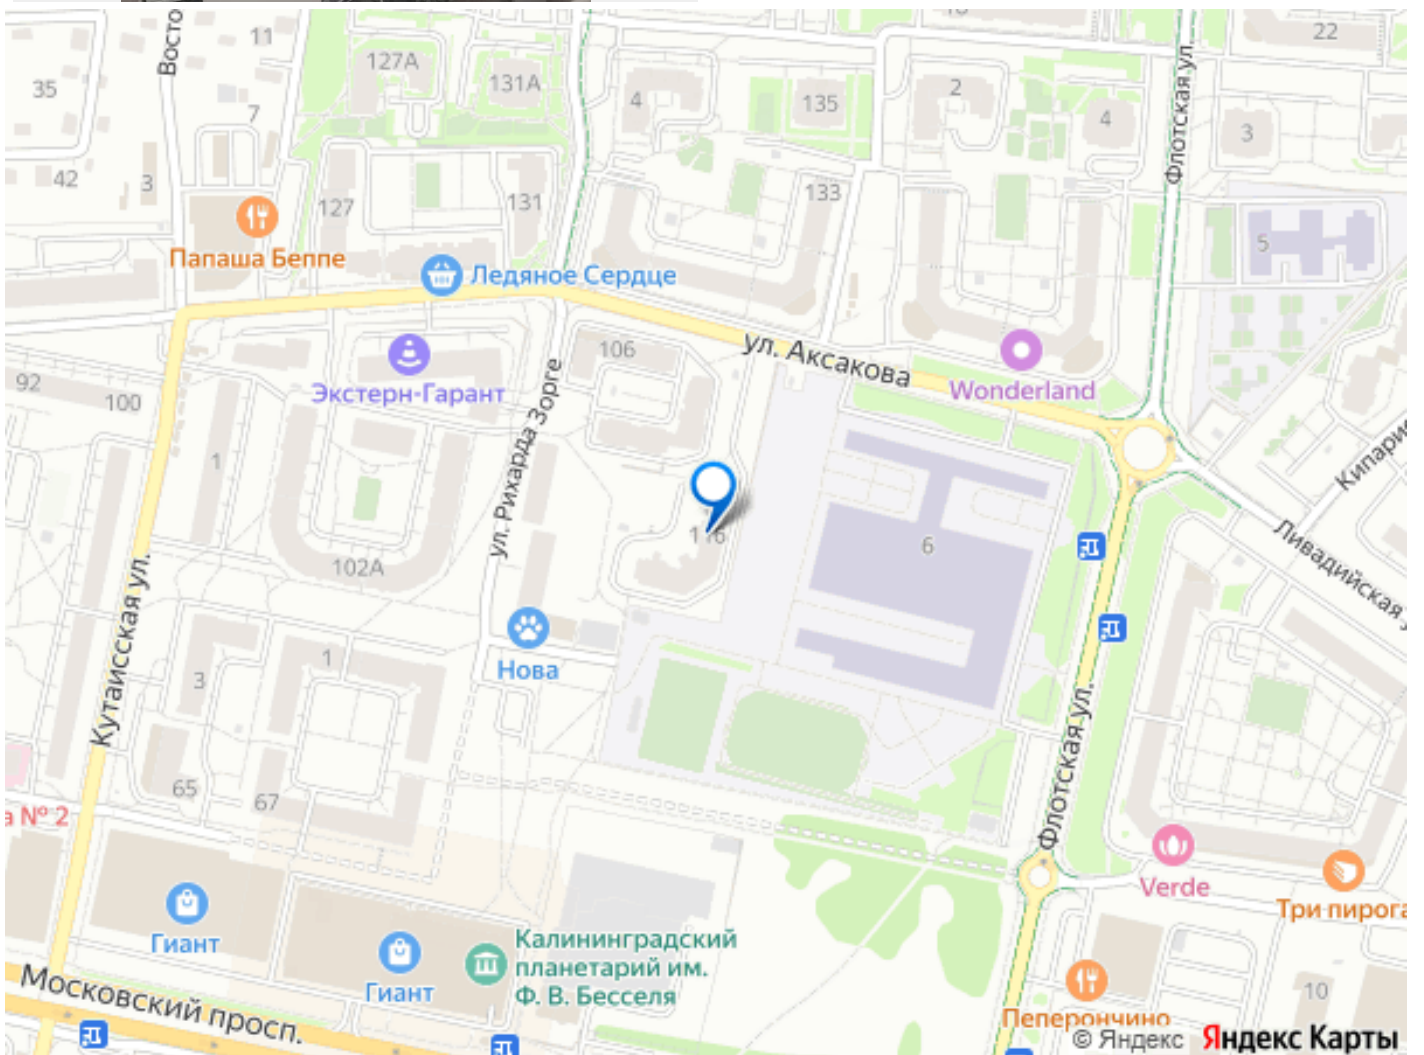 22
11
Восто
127А
35
131А
2
4
135
4
Флотская ул.
7
3
42
3
127
131
133
5
Папаша Беппе
Ледяное Сердце
ул. Аксакова
106
Экстерн-Гарант
Wonderland
92
100
ул. Рихарда Зорге
Кипарис
1
116
6
Ливадийская у
102А
Кутаисская ул.
Нова
1
3
Флотская ул.
65
67
а № 2
Verde
Три пирога
Гиант
Гиант
Калининградский
планетарий им.
Ф. В. Бесселя
Московский просп.
10
Пеперончино
© Яндекс Яндекс Карты